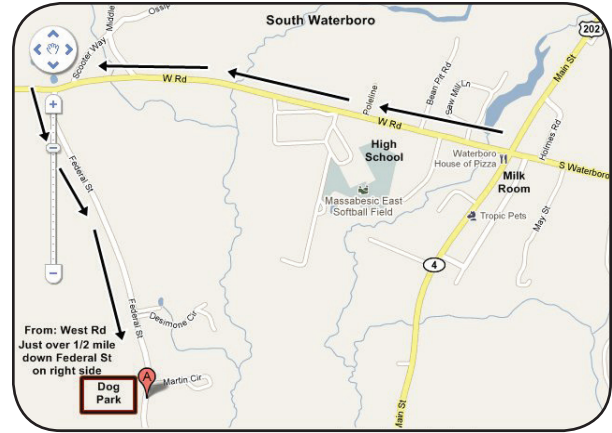 South Waterboro
Ossip
Middle
Scooter Way
202
Main St
W Rd
Poleline
Bean Pit Rd
Saw Mill Ln
W Rd
Holmes Rd
High
School
Waterboro
House of Pizza
S Waterboro
Milk
Room
Massabesic East
Softball Field
Tropic Pets
May St
Federal St
4
Desimone Cir
Federal St
From: West Rd
Just over 1/2 mile
down Federal St
on right side
Dog
Park
A
Martin Cir
Main St